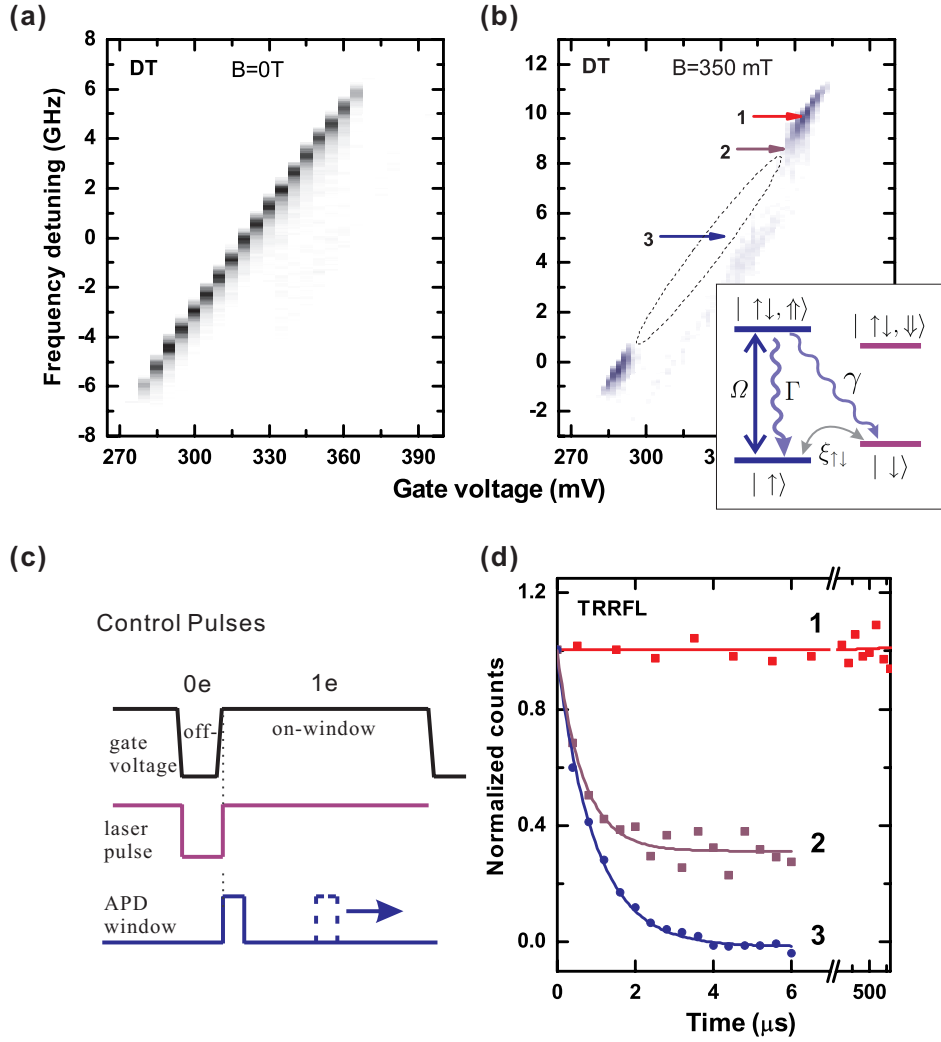 (a)
DT
B=0T
8
6
4
2
0
-2
-4
-6
-8
270
300
330
360
390
Frequency detuning (GHz)
(b)
DT
B=350 mT
12
10
8
6
4
2
0
-2
1
2
3
270
300
3
Gate voltage (mV)
| ↑↓, ⇑⟩
| ↑↓, ⇓⟩
Ω
Γ
γ
ξ↑↓
| ↑⟩
| ↓⟩
(c)
Control Pulses
0e
1e
gate
voltage
off-
on-window
laser
pulse
APD
window
(d)
TRRFL
1.2
0.8
0.4
0.0
1
2
3
0
2
4
6
500
Normalized counts
Time (μs)